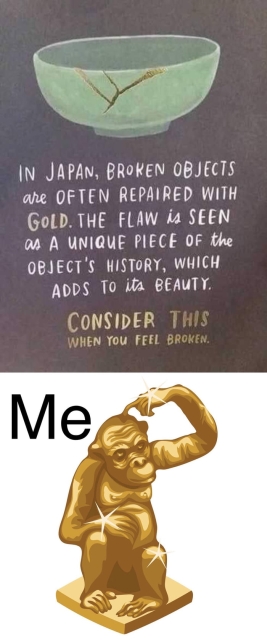 IN JAPAN, BROKEN OBJECTS
are OFTEN REPAIRED WITH
GOLD. THE FLAW is SEEN
as A UNIQUE PIECE OF the
OBJECT'S HISTORY, WHICH
ADDS TO its BEAUTY.
CONSIDER THIS
WHEN YOU FEEL BROKEN.
Me